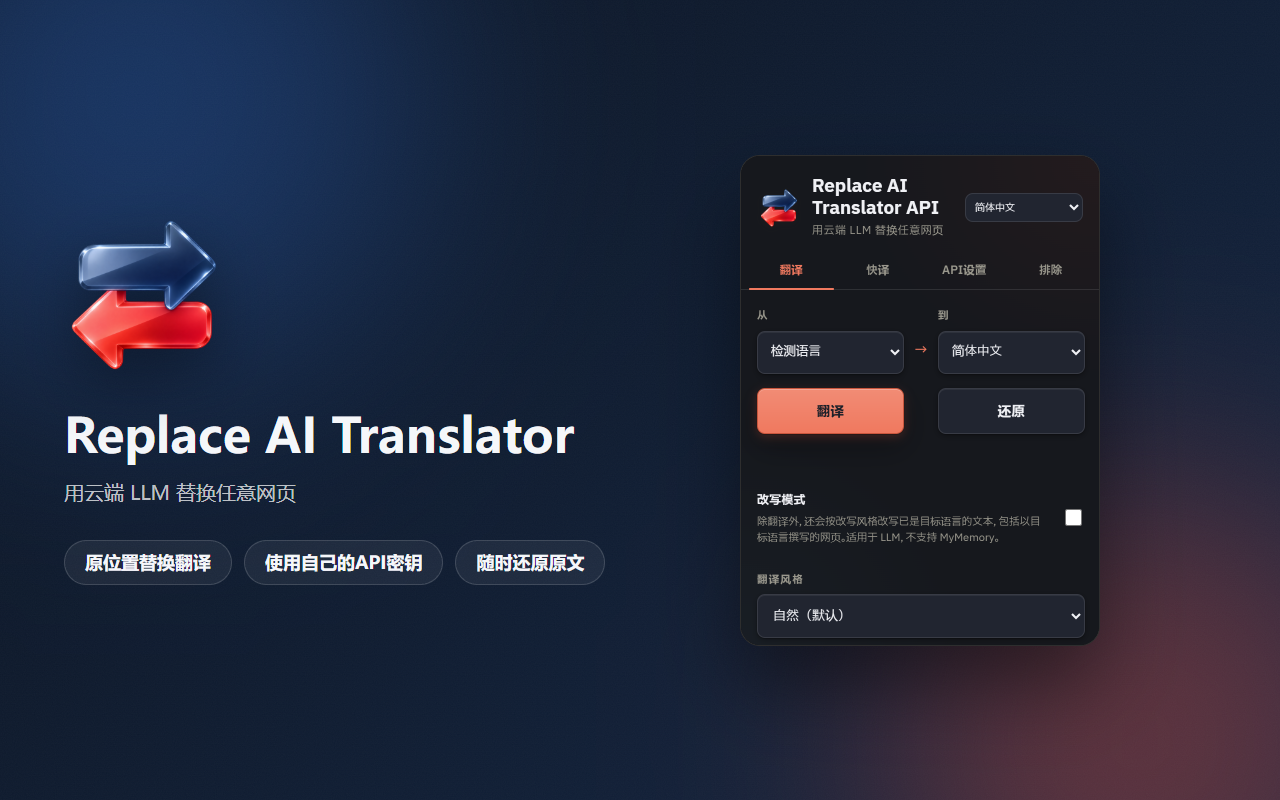 Replace AI Translator
用云端 LLM 替换任意网页
原位置替换翻译
使用自己的API密钥
随时还原原文
Replace AI
Translator API
用云端 LLM 替换任意网页
简体中文
翻译
快译
API设置
排除
从
到
检测语言
→
简体中文
翻译
还原
改写模式
除翻译外, 还会按改写风格改写已是目标语言的文本, 包括以目
标语言撰写的网页。适用于 LLM, 不支持 MyMemory。
翻译风格
自然（默认）